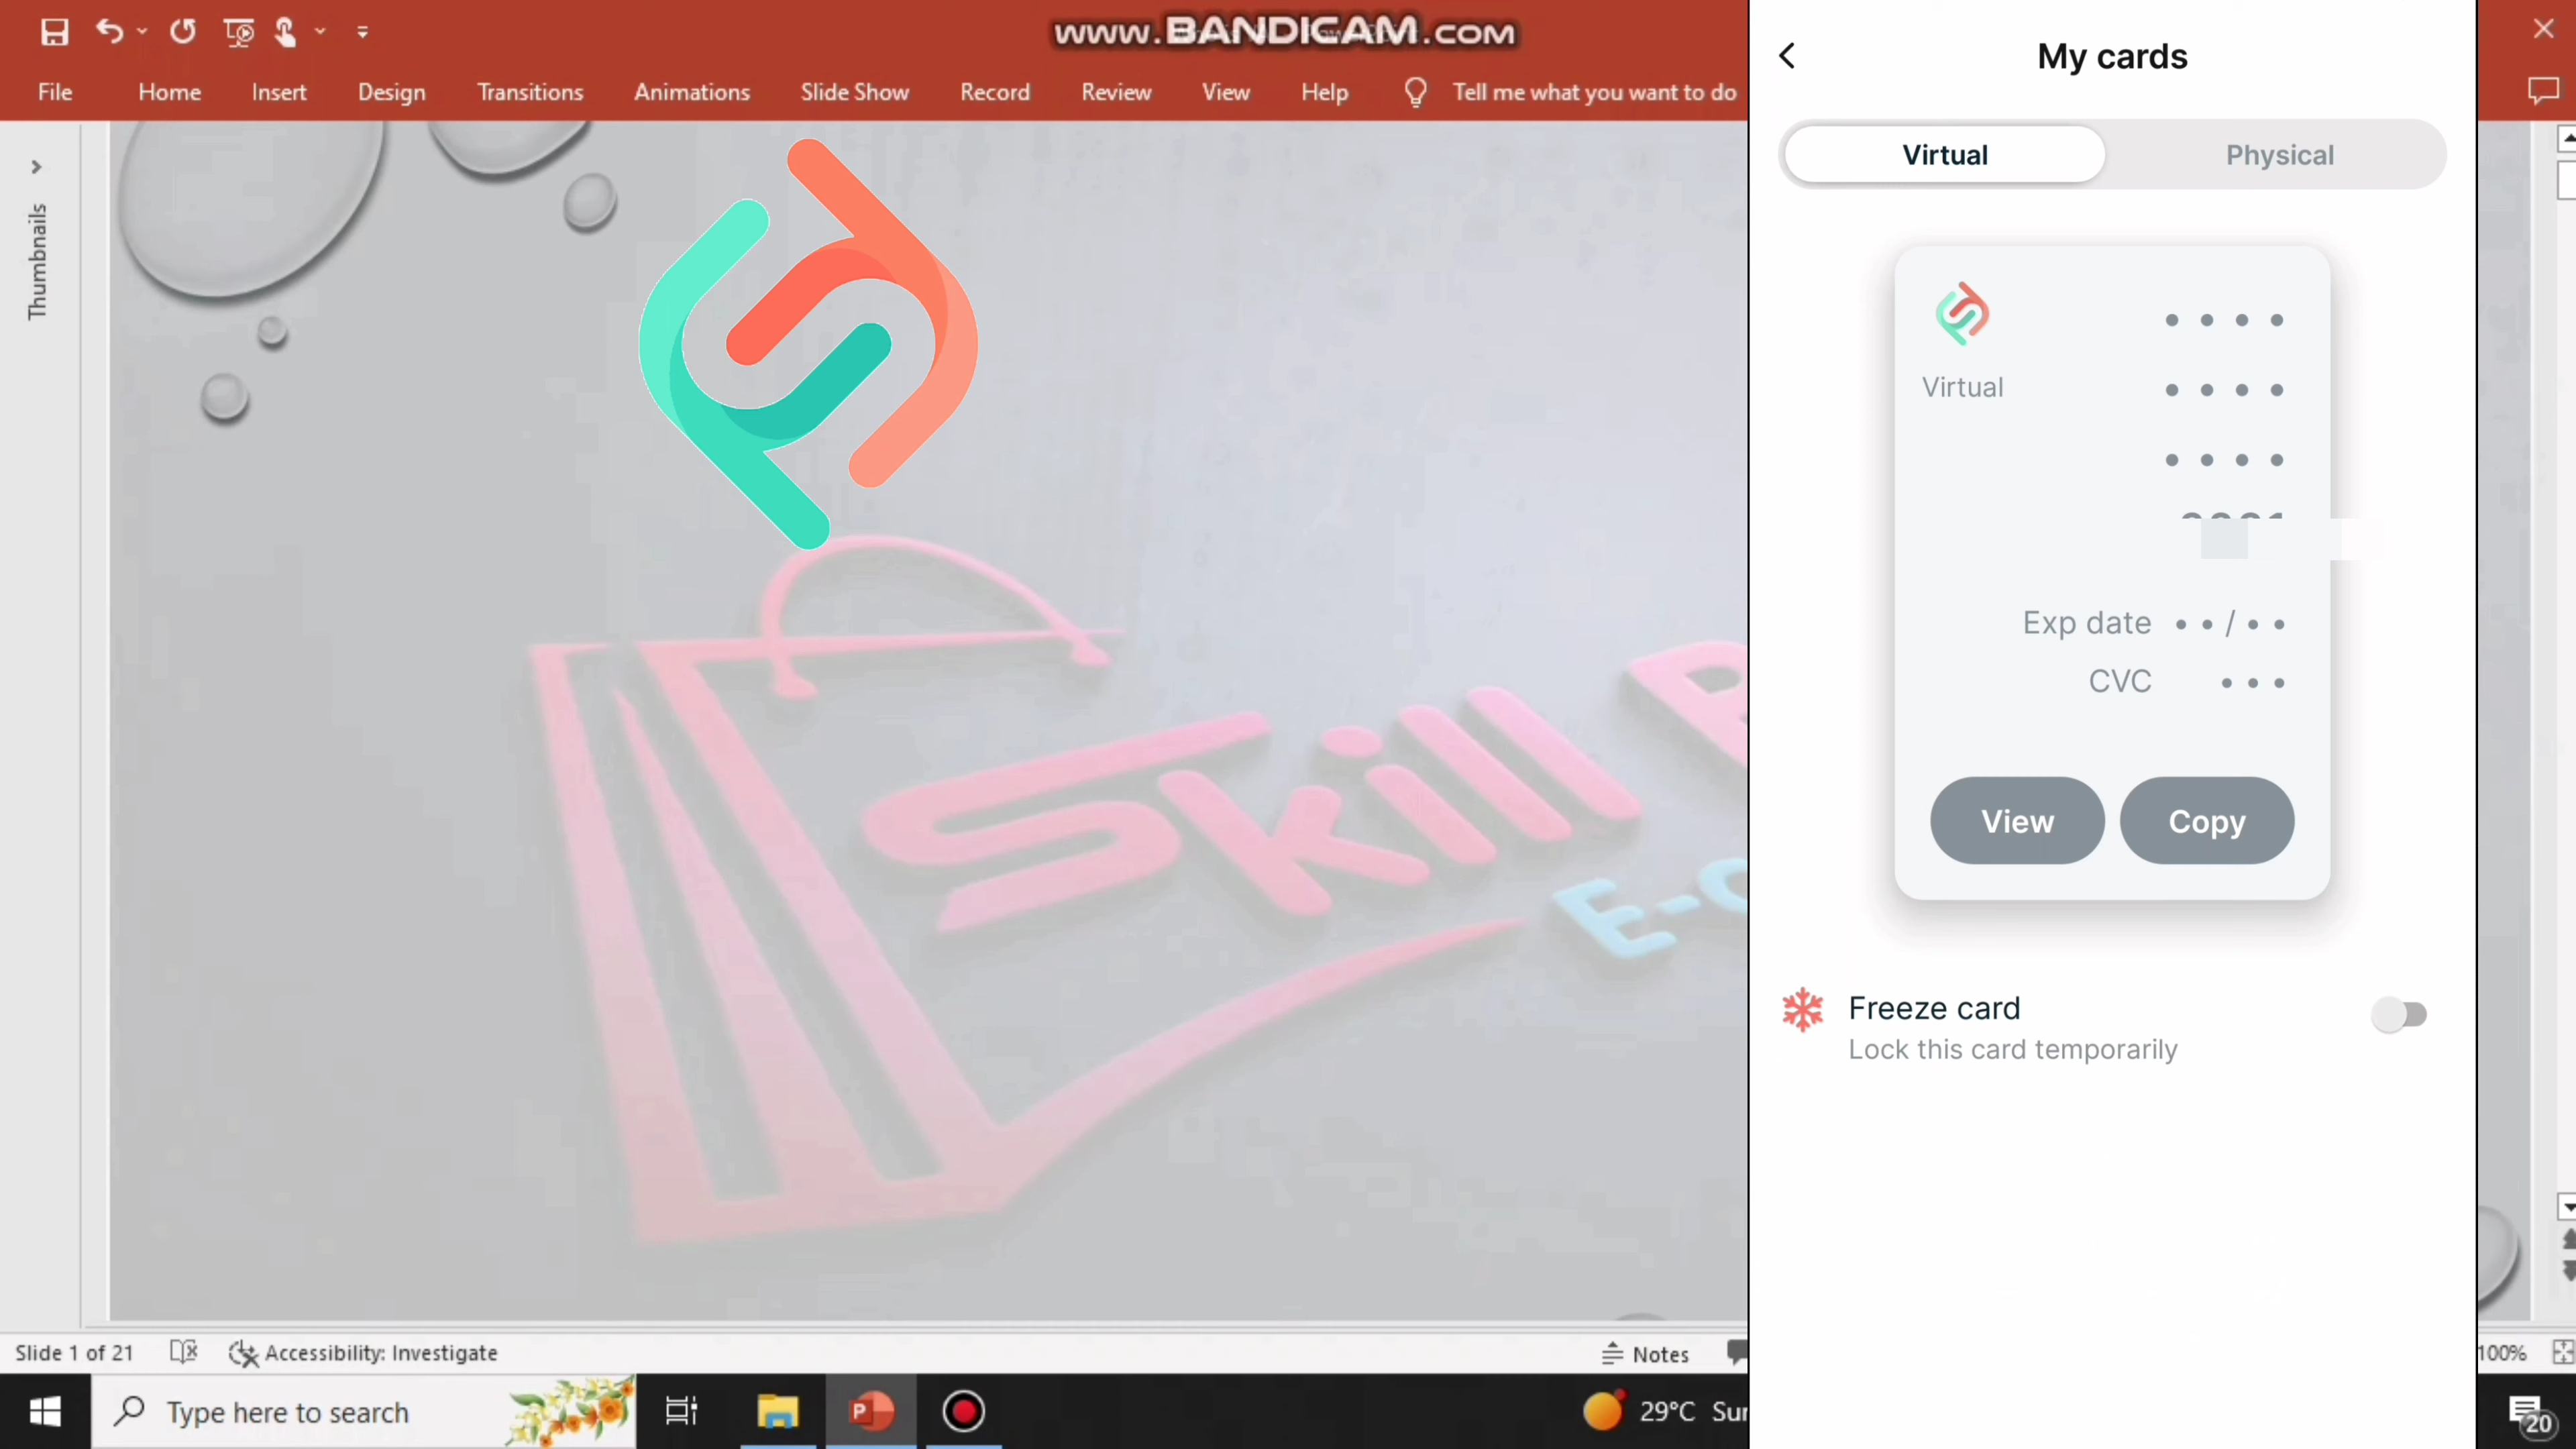 www.BANDICAM.com
File Home Insert Design Transitions Animations Slide Show Record Review View Help Tell me what you want to do
Thumbnails
Skill
E-
My cards
Virtual Physical
Virtual
Exp date ••/••
CVC •••
View Copy
Freeze card
Lock this card temporarily
Slide 1 of 21 Accessibility: Investigate Notes 100%
Type here to search 29°C 20